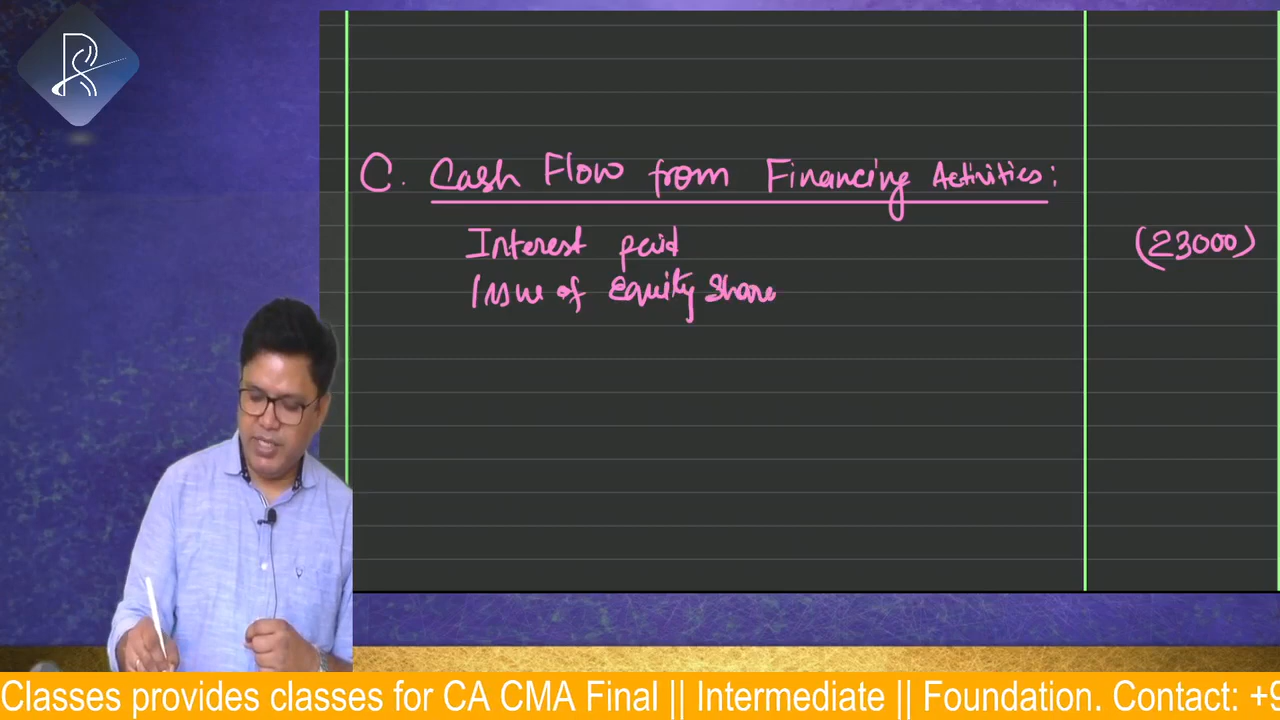 C. Cash Flow from Financing Activities:
Interest paid (23000)
Issue of Equity Share
Classes provides classes for CA CMA Final || Intermediate || Foundation. Contact: +9